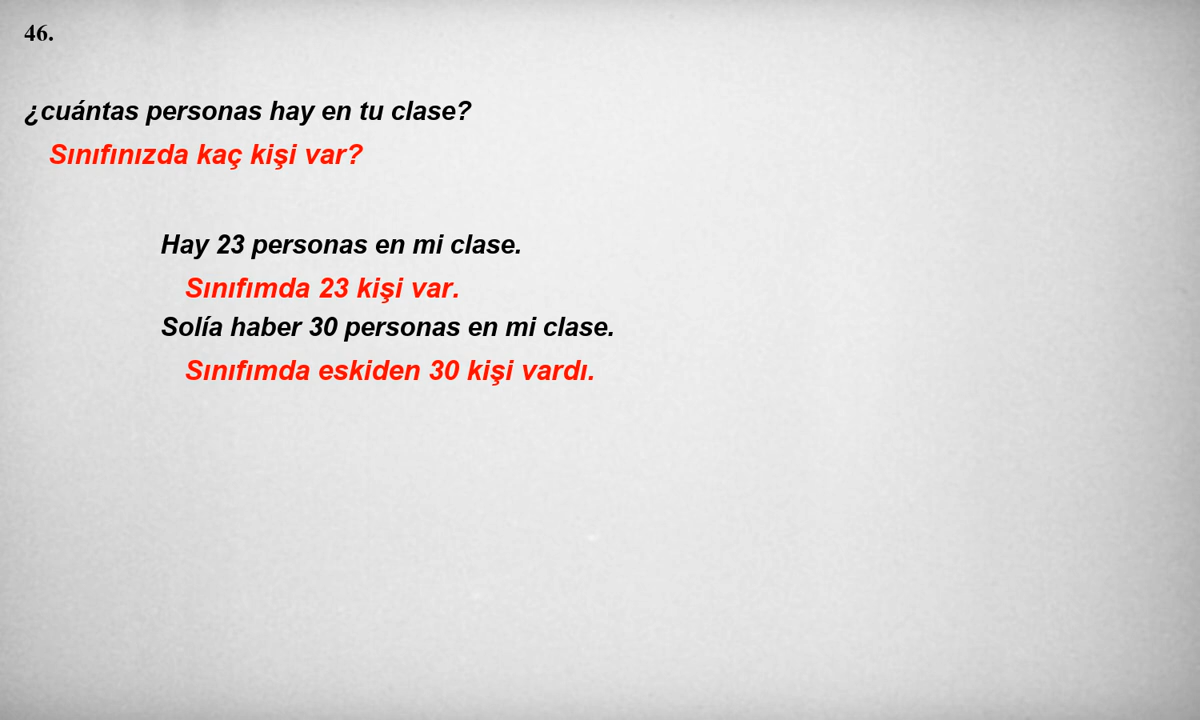 46.
¿cuántas personas hay en tu clase?
Sınıfınızda kaç kişi var?
Hay 23 personas en mi clase.
Sınıfımda 23 kişi var.
Solía haber 30 personas en mi clase.
Sınıfımda eskiden 30 kişi vardı.